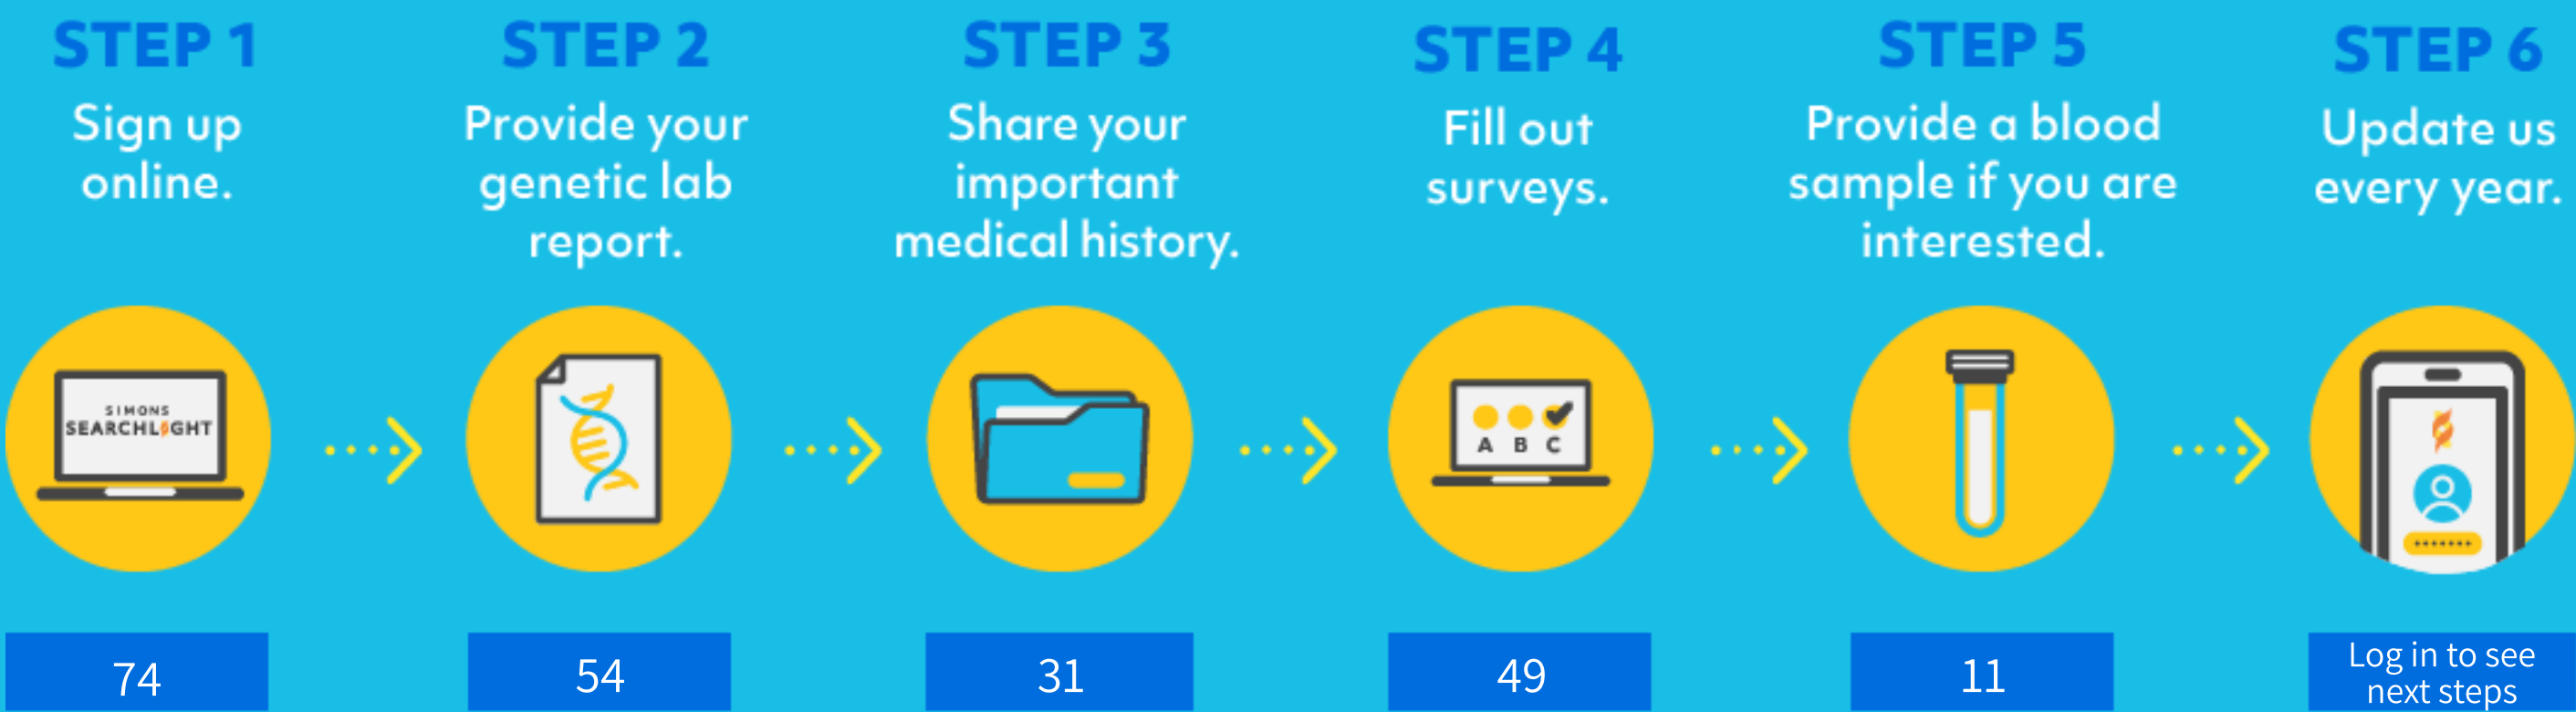 STEP 1
Sign up
online.
SIMONS
SEARCHLIGHT
74
STEP 2
Provide your
genetic lab
report.
54
STEP 3
Share your
important
medical history.
31
STEP 4
Fill out
surveys.
A B C
49
STEP 5
Provide a blood
sample if you are
interested.
11
STEP 6
Update us
every year.
Log in to see
next steps